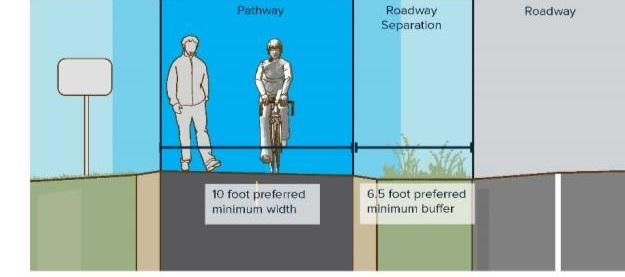 Pathway
Roadway
Separation
Roadway
10 foot preferred
minimum width
6.5 foot preferred
minimum buffer